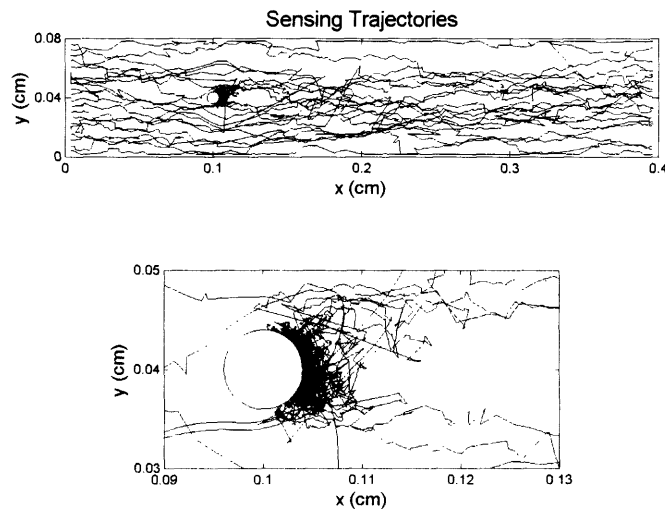 Sensing Trajectories
0.08
y (cm)
0.04
0
0 0.1 0.2 0.3 0.4
x (cm)
0.05
y (cm)
0.04
0.03
0.09 0.1 0.11 0.12 0.13
x (cm)